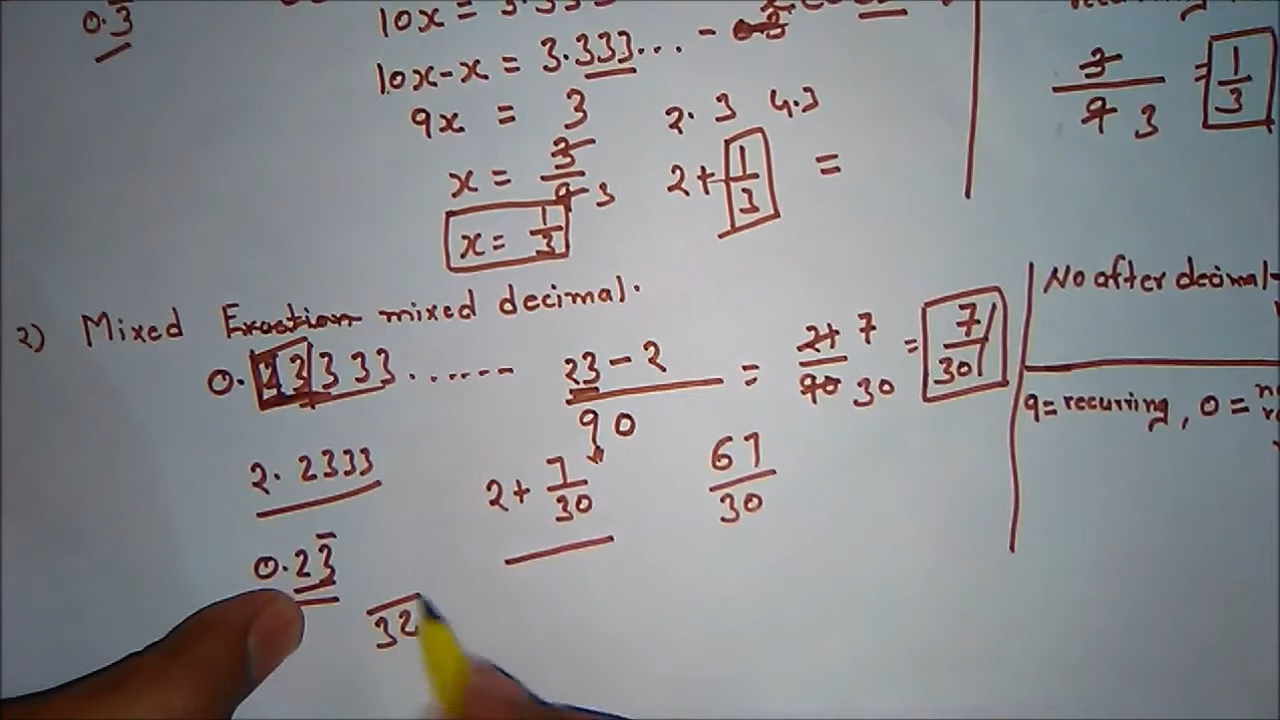 0.3̅
10x = 3.333
10x-x = 3.333... -
9x = 3
x = 3/9 3
x = 1/3
2.3 4.3
2+ 1/3 =
3/9 3 = 1/3
2) Mixed Fraction mixed decimal.
0.23333...... 23-2/90 = 21/90 7/30 = 7/30
No after decimal-
9=recurring, 0=
2.2333 2+ 7/30 67/30
0.23̅
32